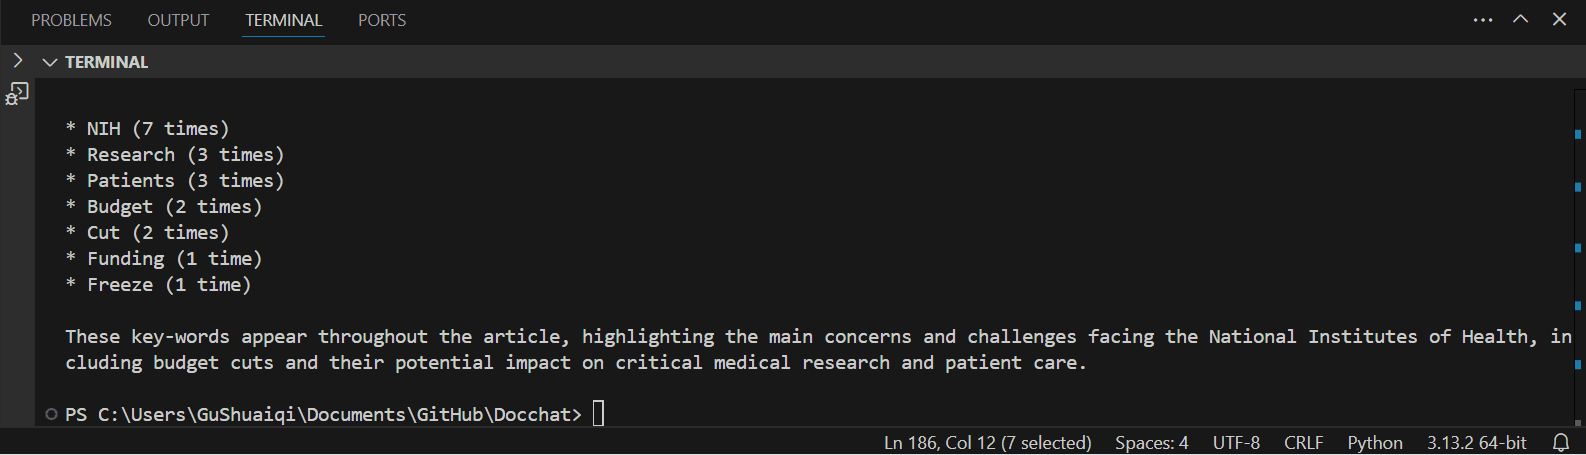 PROBLEMS OUTPUT TERMINAL PORTS
TERMINAL
* NIH (7 times)
* Research (3 times)
* Patients (3 times)
* Budget (2 times)
* Cut (2 times)
* Funding (1 time)
* Freeze (1 time)
These key-words appear throughout the article, highlighting the main concerns and challenges facing the National Institutes of Health, in
cluding budget cuts and their potential impact on critical medical research and patient care.
PS C:\Users\GuShuaiqi\Documents\GitHub\Docchat>
Ln 186, Col 12 (7 selected) Spaces: 4 UTF-8 CRLF Python 3.13.2 64-bit